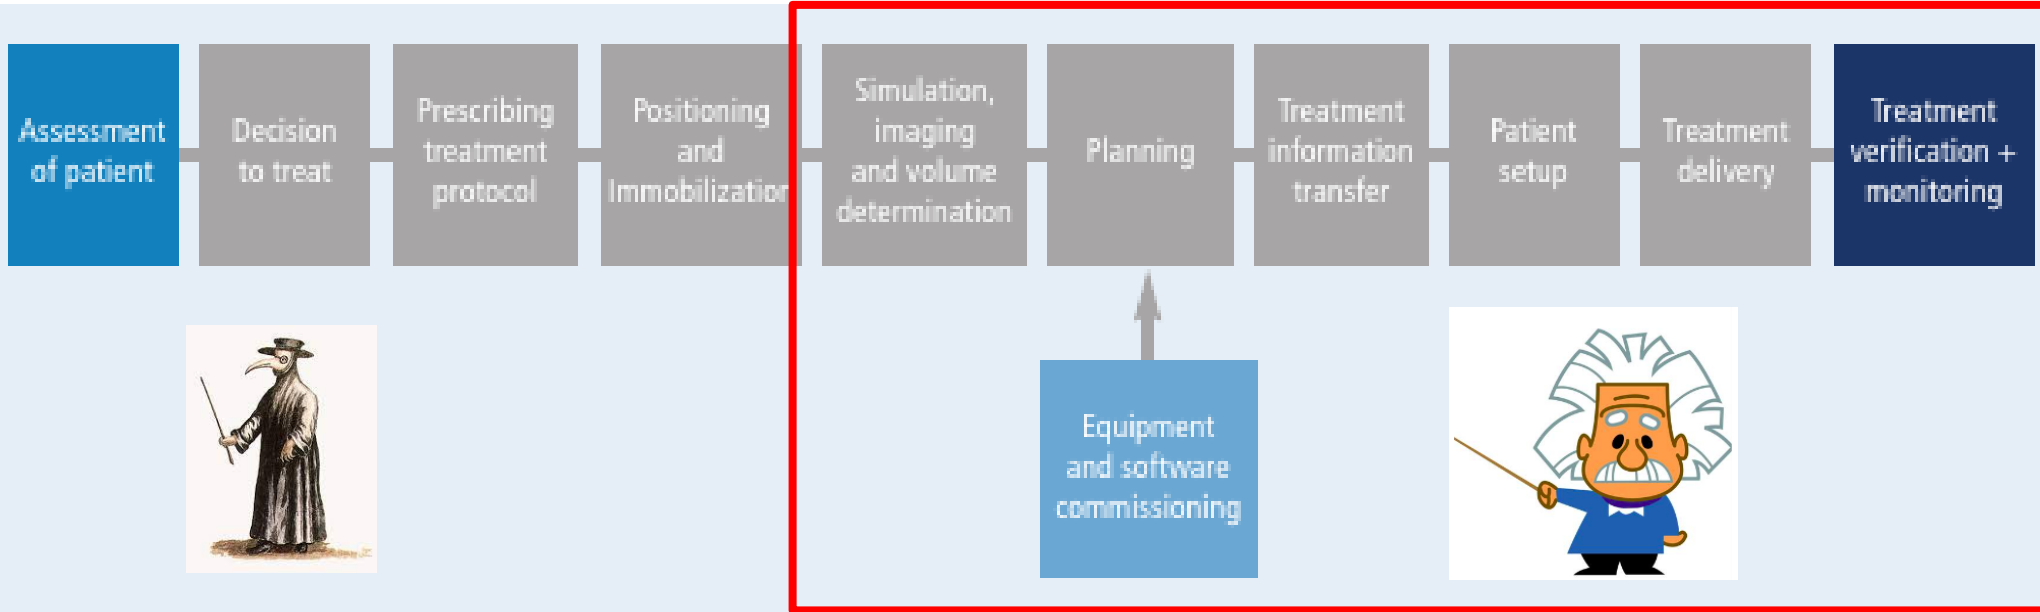 Assessment
of patient
Decision
to treat
Prescribing
treatment
protocol
Positioning
and
Immobilization
Simulation,
imaging
and volume
determination
Planning
Treatment
information
transfer
Patient
setup
Treatment
delivery
Treatment
verification +
monitoring
Equipment
and software
commissioning